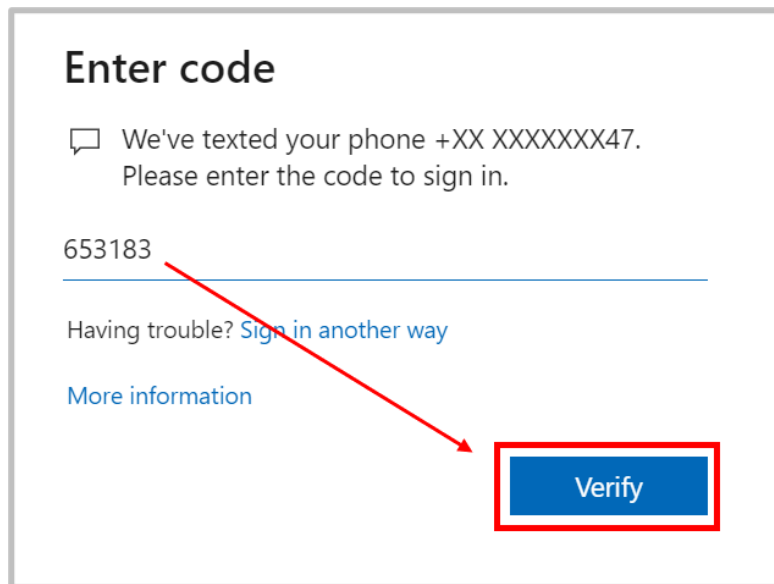 Enter code
We've texted your phone +XX XXXXXXX47.
Please enter the code to sign in.
653183
Having trouble? Sign in another way
More information
Verify